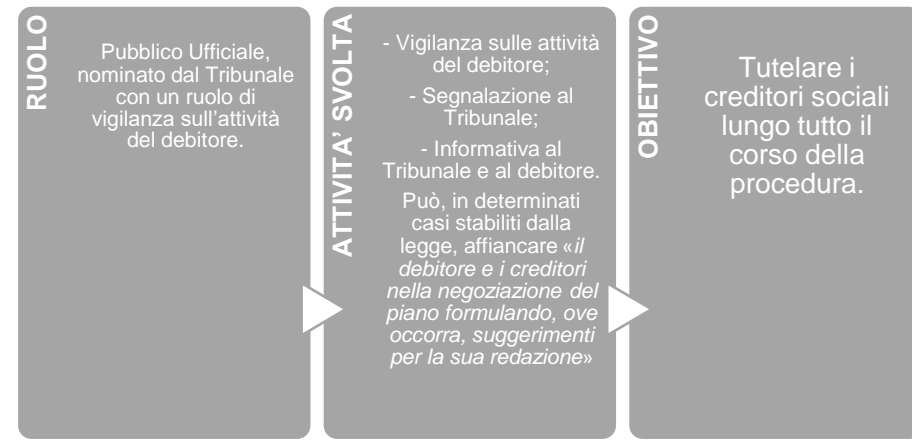 RUOLO
Pubblico Ufficiale,
nominato dal Tribunale
con un ruolo di
vigilanza sull'attività
del debitore.
ATTIVITA' SVOLTA
- Vigilanza sulle attività
del debitore;
- Segnalazione al
Tribunale;
- Informativa al
Tribunale e al debitore.
Può, in determinati
casi stabiliti dalla
legge, affiancare «il
debitore e i creditori
nella negoziazione del
piano formulando, ove
occorra, suggerimenti
per la sua redazione»
OBIETTIVO
Tutelare i
creditori sociali
lungo tutto il
corso della
procedura.